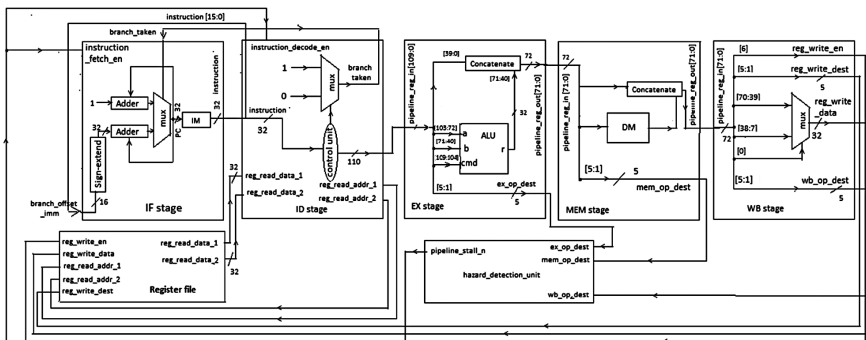 instruction [15:0]
branch_taken
instruction
_fetch_en
1
Adder
32
Adder
Sign-extend
16
mux
32
PC
IM
32
instruction
branch_offset
_imm
IF stage
instruction_decode_en
1
0
mux
branch
taken
instruction
32
control unit
110
reg_read_data_1
32
reg_read_data_2
32
reg_read_addr_1
reg_read_addr_2
ID stage
pipeline_reg_in[109:0]
[39:0]
Concatenate
72
[71:40]
32
[103:72]
a
ALU
[71:40]
b
r
[109:104]
cmd
[5:1]
ex_op_dest
5
EX stage
pipeline_reg_out[71:0]
72
pipeline_reg_in [71:0]
Concatenate
DM
[5:1]
5
mem_op_dest
MEM stage
pipeline_reg_out[71:0]
72
pipeline_reg_in[71:0]
[6]
reg_write_en
[5:1]
reg_write_dest
5
[70:39]
mux
reg_write
_data
32
[38:7]
[0]
[5:1]
wb_op_dest
5
WB stage
reg_write_en
reg_write_data
reg_read_addr_1
reg_read_addr_2
reg_write_dest
reg_read_data_1
reg_read_data_2
32
Register file
pipeline_stall_n
ex_op_dest
mem_op_dest
hazard_detection_unit
wb_op_dest